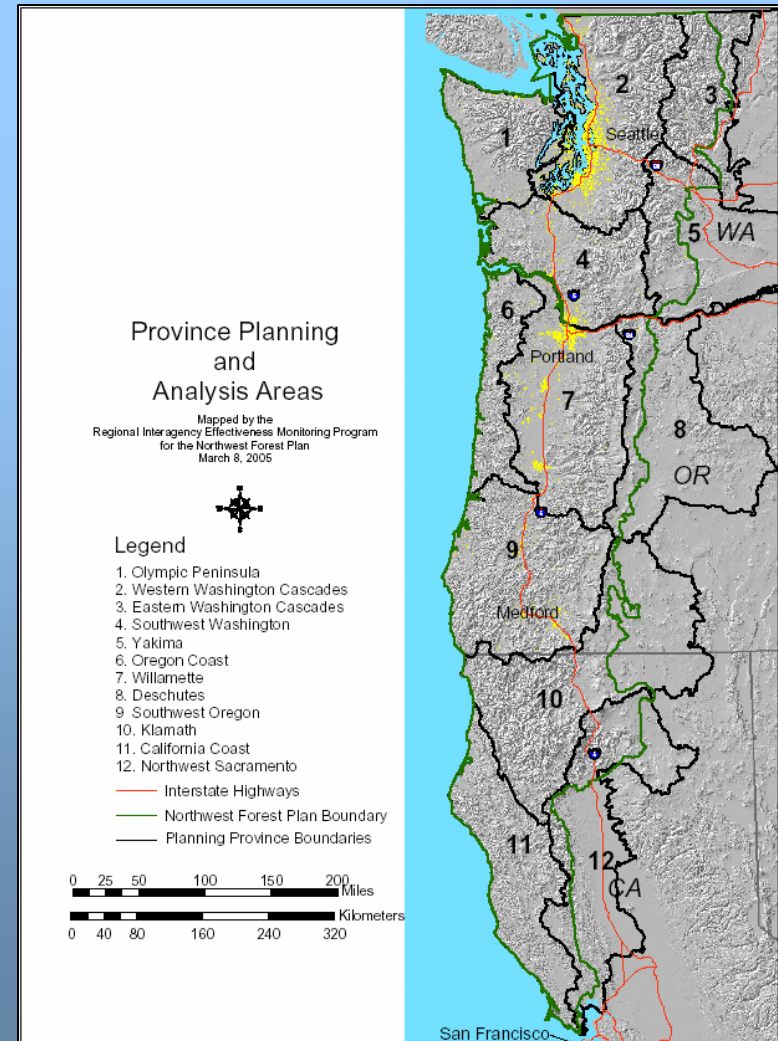 Province Planning
and
Analysis Areas
Mapped by the
Regional Interagency Effectiveness Monitoring Program
for the Northwest Forest Plan
March 8, 2005
Legend
1. Olympic Peninsula
2. Western Washington Cascades
3. Eastern Washington Cascades
4. Southwest Washington
5. Yakima
6. Oregon Coast
7. Willamette
8. Deschutes
9 Southwest Oregon
10. Klamath
11. California Coast
12. Northwest Sacramento
Interstate Highways
Northwest Forest Plan Boundary
Planning Province Boundaries
0 25 50 100 150 200
Miles
Kilometers
0 40 80 160 240 320
2
3
1
Seattle
5 WA
4
6
Portland
7
8
OR
9
Medford
10
11
12
CA
San Francisco